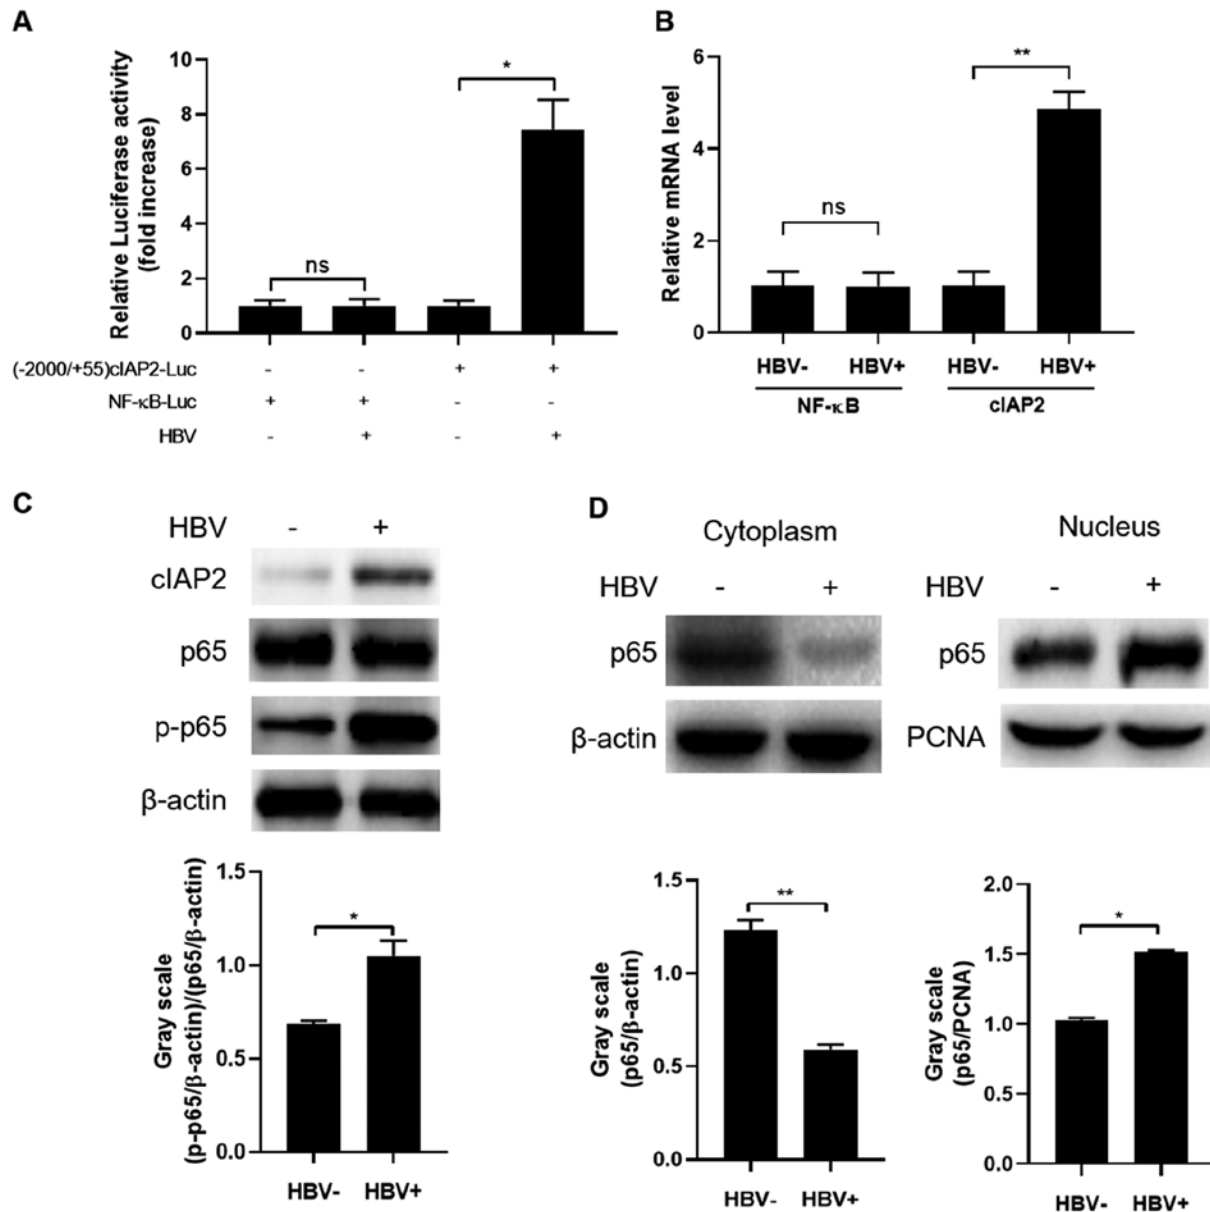 A
Relative Luciferase activity
(fold increase)
10
8
6
4
2
0
ns
*
(-2000/+55)cIAP2-Luc - - + +
NF-κB-Luc + + - -
HBV - + - +
B
Relative mRNA level
6
4
2
0
ns
**
HBV- HBV+ HBV- HBV+
NF-κB cIAP2
C
HBV - +
cIAP2
p65
p-p65
β-actin
Gray scale
(p-p65/β-actin)/(p65/β-actin)
1.5
1.0
0.5
0.0
*
HBV- HBV+
D
Cytoplasm
HBV - +
p65
β-actin
Nucleus
HBV - +
p65
PCNA
Gray scale
(p65/β-actin)
1.5
1.0
0.5
0.0
**
HBV- HBV+
Gray scale
(p65/PCNA)
2.0
1.5
1.0
0.5
0.0
*
HBV- HBV+